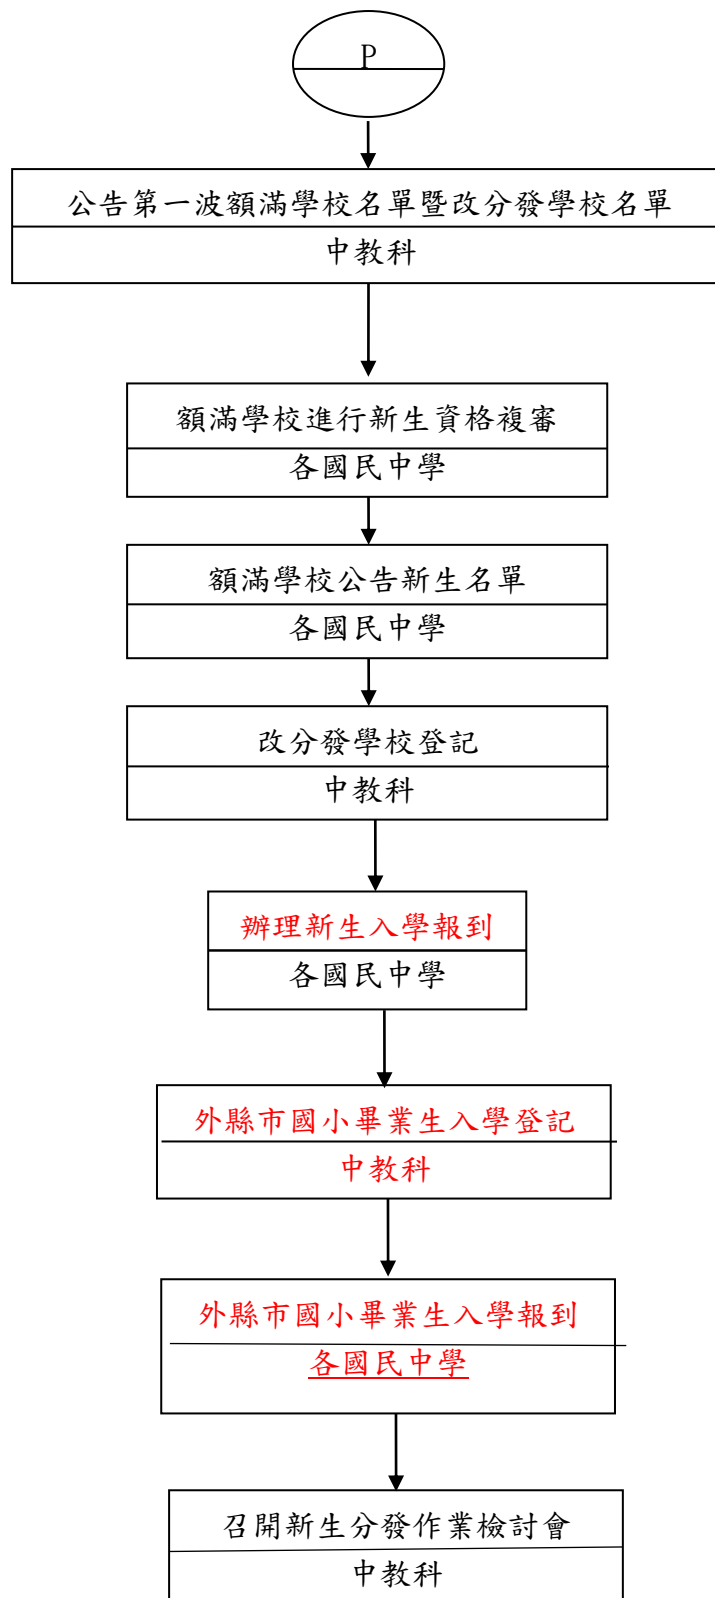 P
公告第一波額滿學校名單暨改分發學校名單
中教科
額滿學校進行新生資格複審
各國民中學
額滿學校公告新生名單
各國民中學
改分發學校登記
中教科
辦理新生入學報到
各國民中學
外縣市國小畢業生入學登記
中教科
外縣市國小畢業生入學報到
各國民中學
召開新生分發作業檢討會
中教科